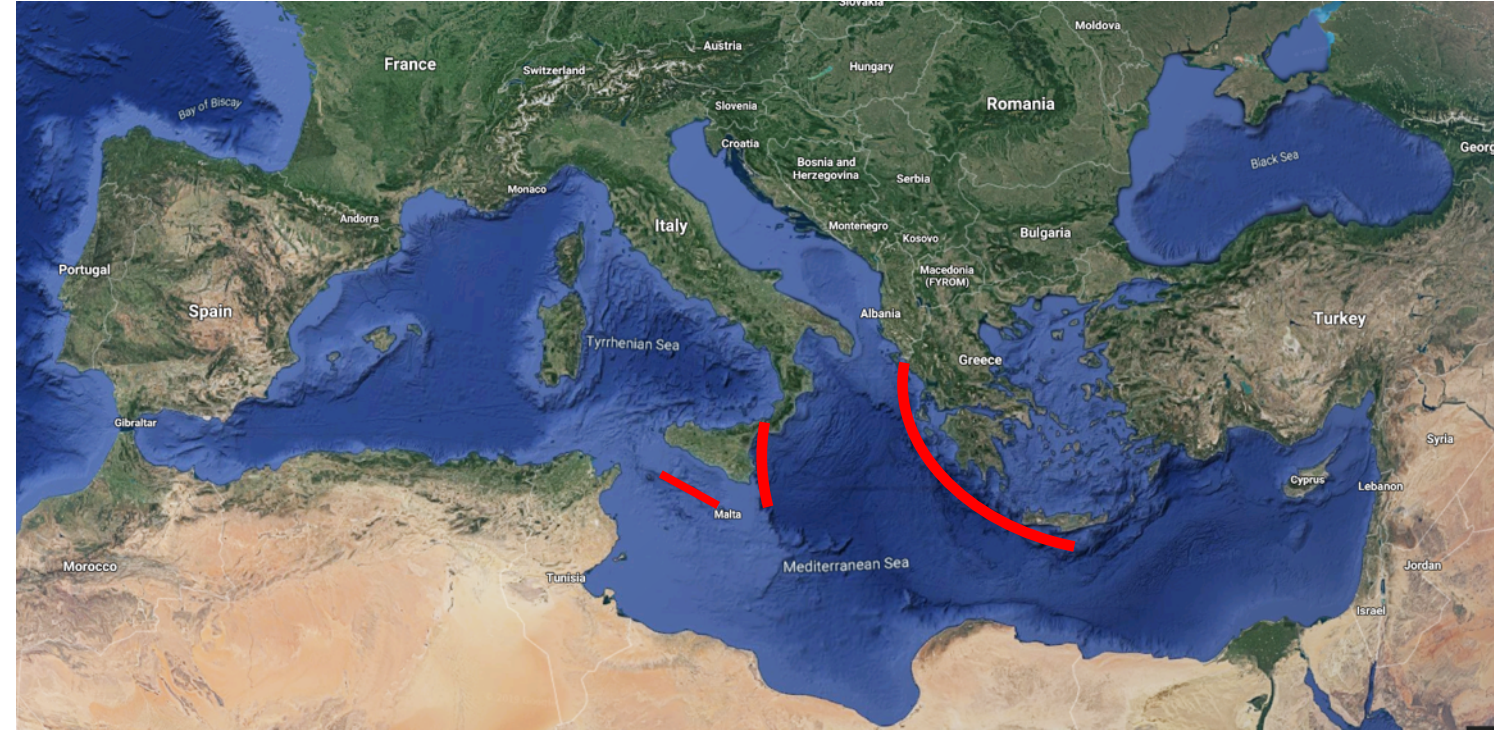 Slovakia
Moldova
Austria
France
Switzerland
Hungary
Bay of Biscay
Romania
Slovenia
Croatia
Georg
Black Sea
Bosnia and
Herzegovina
Serbia
Monaco
Andorra
Italy
Montenegro
Kosovo
Bulgaria
Portugal
Macedonia
(FYROM)
Spain
Albania
Turkey
Tyrrhenian Sea
Greece
Gibraltar
Syria
Cyprus
Lebanon
Malta
Morocco
Mediterranean Sea
Jordan
Tunisia
Israel